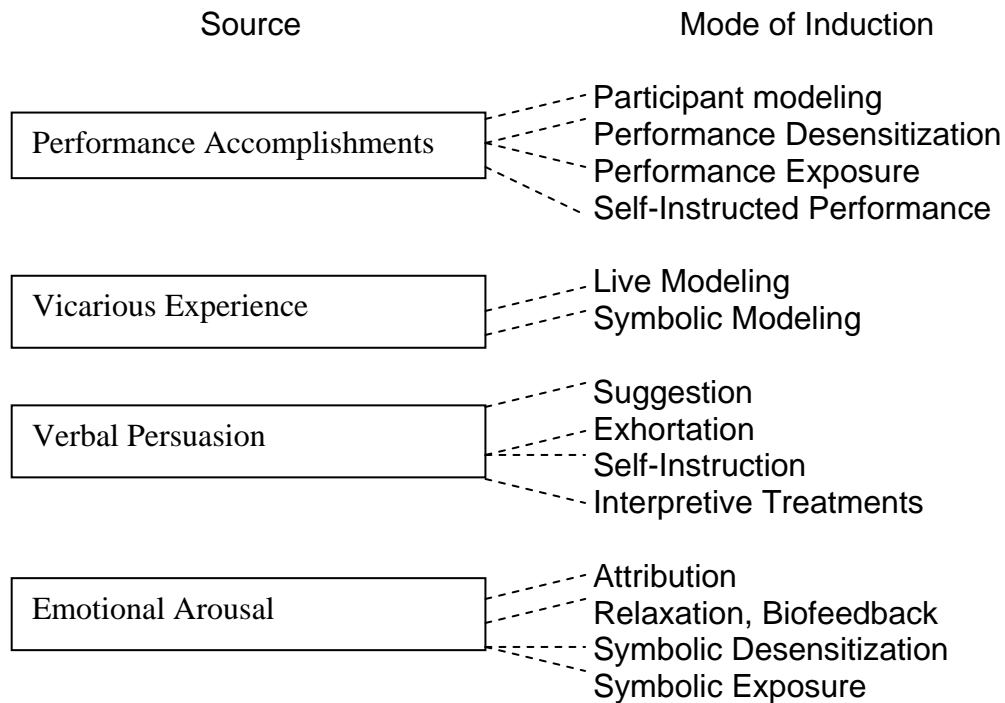 Source
Mode of Induction
Performance Accomplishments
Participant modeling
Performance Desensitization
Performance Exposure
Self-Instructed Performance
Vicarious Experience
Live Modeling
Symbolic Modeling
Verbal Persuasion
Suggestion
Exhortation
Self-Instruction
Interpretive Treatments
Emotional Arousal
Attribution
Relaxation, Biofeedback
Symbolic Desensitization
Symbolic Exposure